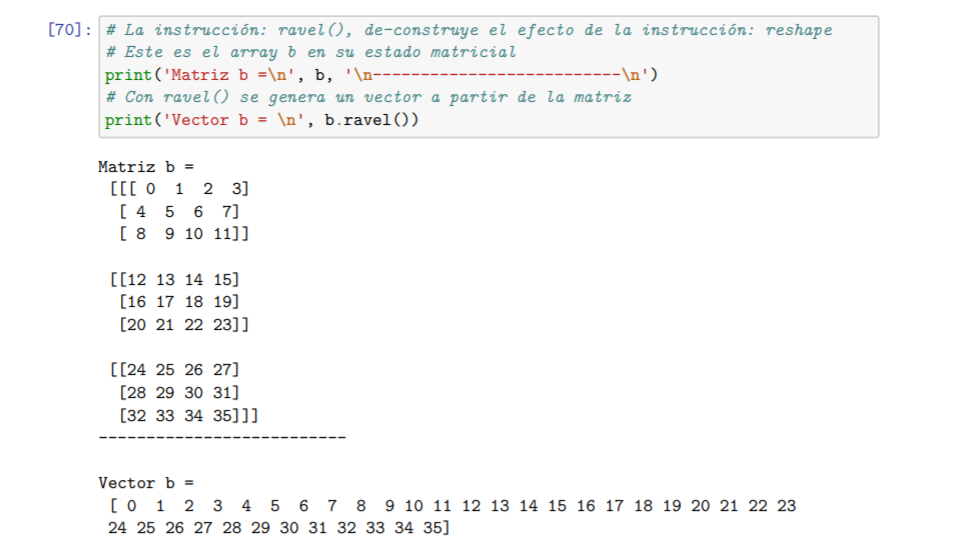 [70]: # La instrucción: ravel(), de-construye el efecto de la instrucción: reshape
# Este es el array b en su estado matricial
print('Matriz b =\n', b, '\n--------------------------\n')
# Con ravel() se genera un vector a partir de la matriz
print('Vector b = \n', b.ravel())
Matriz b =
[[[ 0 1 2 3]
[ 4 5 6 7]
[ 8 9 10 11]]
[[12 13 14 15]
[16 17 18 19]
[20 21 22 23]]
[[24 25 26 27]
[28 29 30 31]
[32 33 34 35]]]
--------------------------
Vector b =
[ 0 1 2 3 4 5 6 7 8 9 10 11 12 13 14 15 16 17 18 19 20 21 22 23
24 25 26 27 28 29 30 31 32 33 34 35]